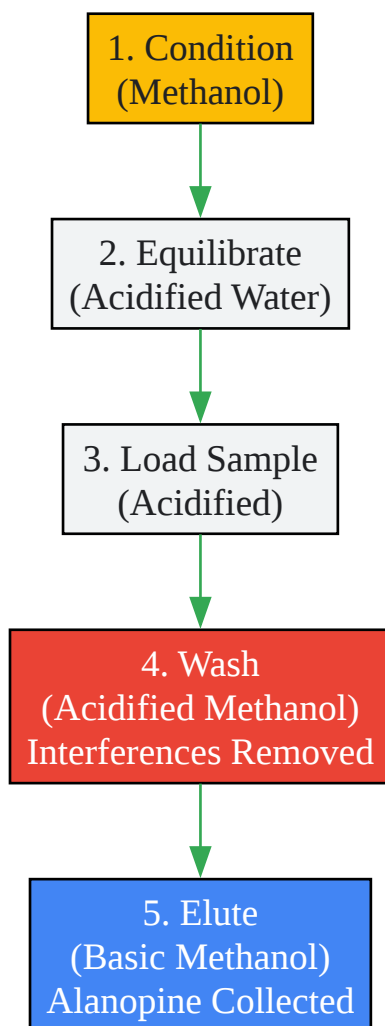 1. Condition
(Methanol)
2. Equilibrate
(Acidified Water)
3. Load Sample
(Acidified)
4. Wash
(Acidified Methanol)
Interferences Removed
5. Elute
(Basic Methanol)
Alanopine Collected